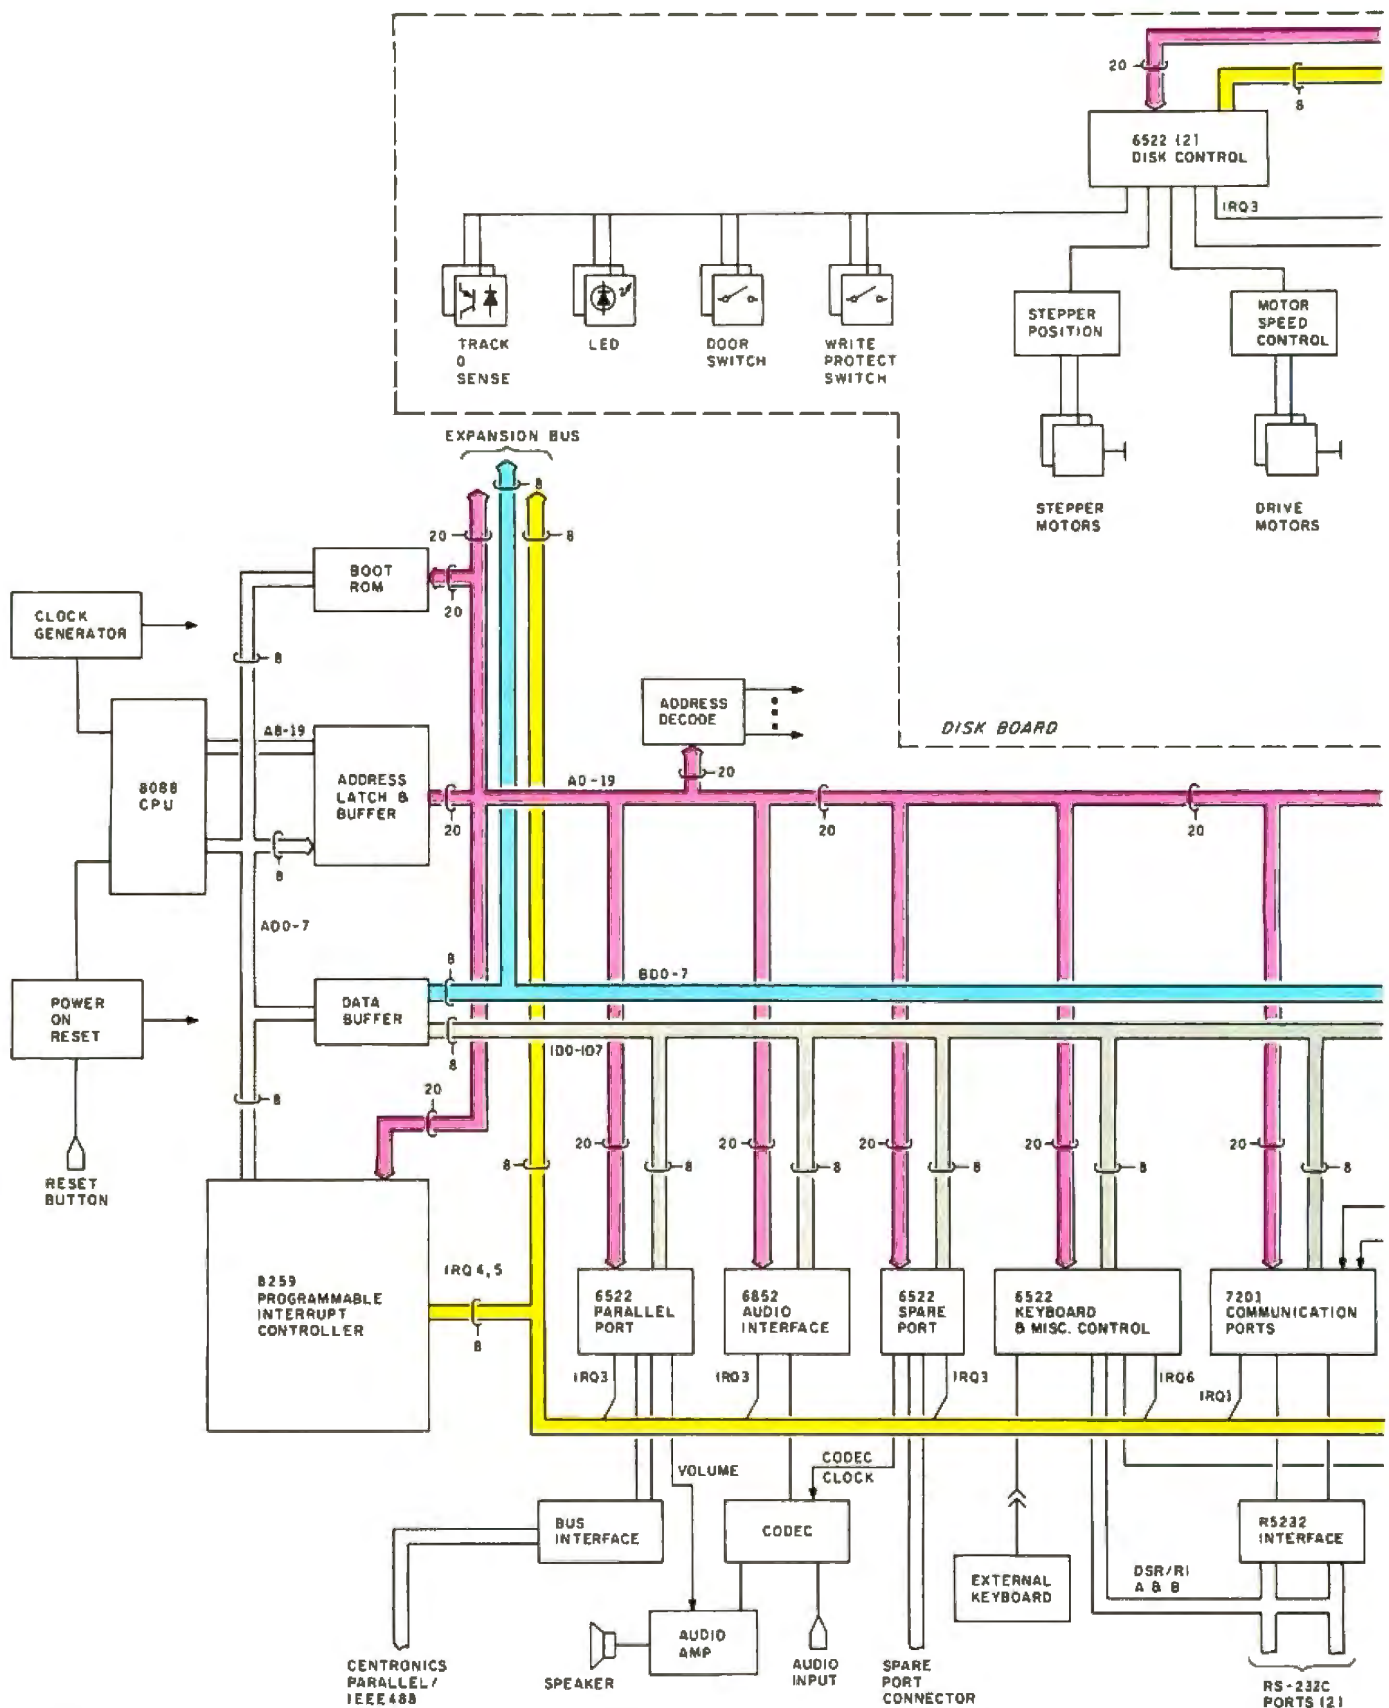 20
8
6522 (2)
DISK CONTROL
IRQ3
TRACK
0
SENSE
LED
DOOR
SWITCH
WRITE
PROTECT
SWITCH
STEPPER
POSITION
MOTOR
SPEED
CONTROL
STEPPER
MOTORS
DRIVE
MOTORS
EXPANSION BUS
8
20
8
BOOT
ROM
20
CLOCK
GENERATOR
8
ADDRESS
DECODE
DISK BOARD
A8-19
8088
CPU
ADDRESS
LATCH &
BUFFER
20
A0-19
20
20
20
8
AD0-7
8
BD0-7
POWER
ON
RESET
DATA
BUFFER
8
ID0-ID7
20
8
RESET
BUTTON
20
8
20
8
20
8
20
8
20
8
8
8259
PROGRAMMABLE
INTERRUPT
CONTROLLER
IRQ4,5
8
6522
PARALLEL
PORT
6852
AUDIO
INTERFACE
6522
SPARE
PORT
6522
KEYBOARD
& MISC. CONTROL
7201
COMMUNICATION
PORTS
IRQ3
IRQ3
IRQ3
IRQ6
IRQ1
VOLUME
CODEC
CLOCK
BUS
INTERFACE
CODEC
RS232
INTERFACE
EXTERNAL
KEYBOARD
DSR/RI
A & B
AUDIO
AMP
CENTRONICS
PARALLEL/
IEEE488
SPEAKER
AUDIO
INPUT
SPARE
PORT
CONNECTOR
RS-232C
PORTS (2)